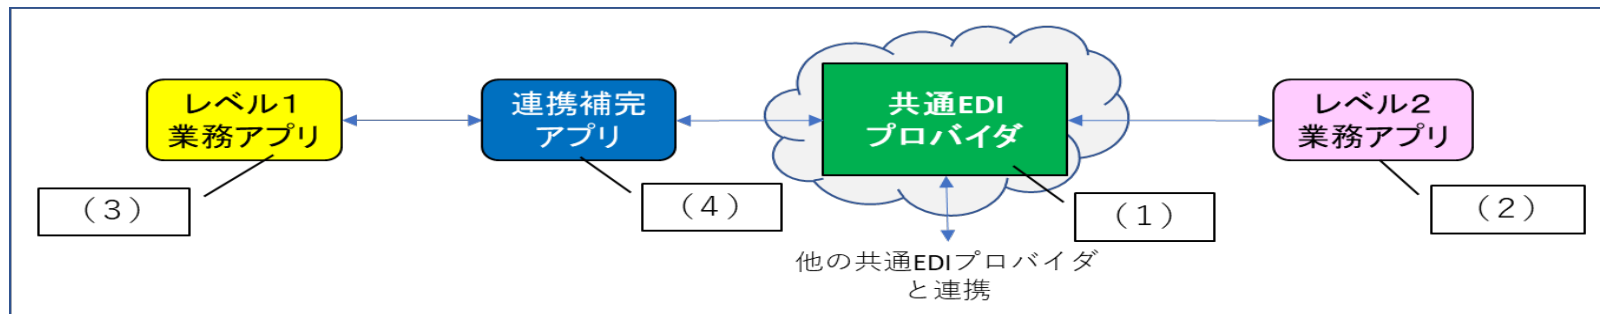 レベル１
業務アプリ
連携補完
アプリ
共通EDI
プロバイダ
レベル２
業務アプリ
（３）
（４）
（１）
（２）
他の共通EDIプロバイダ
と連携